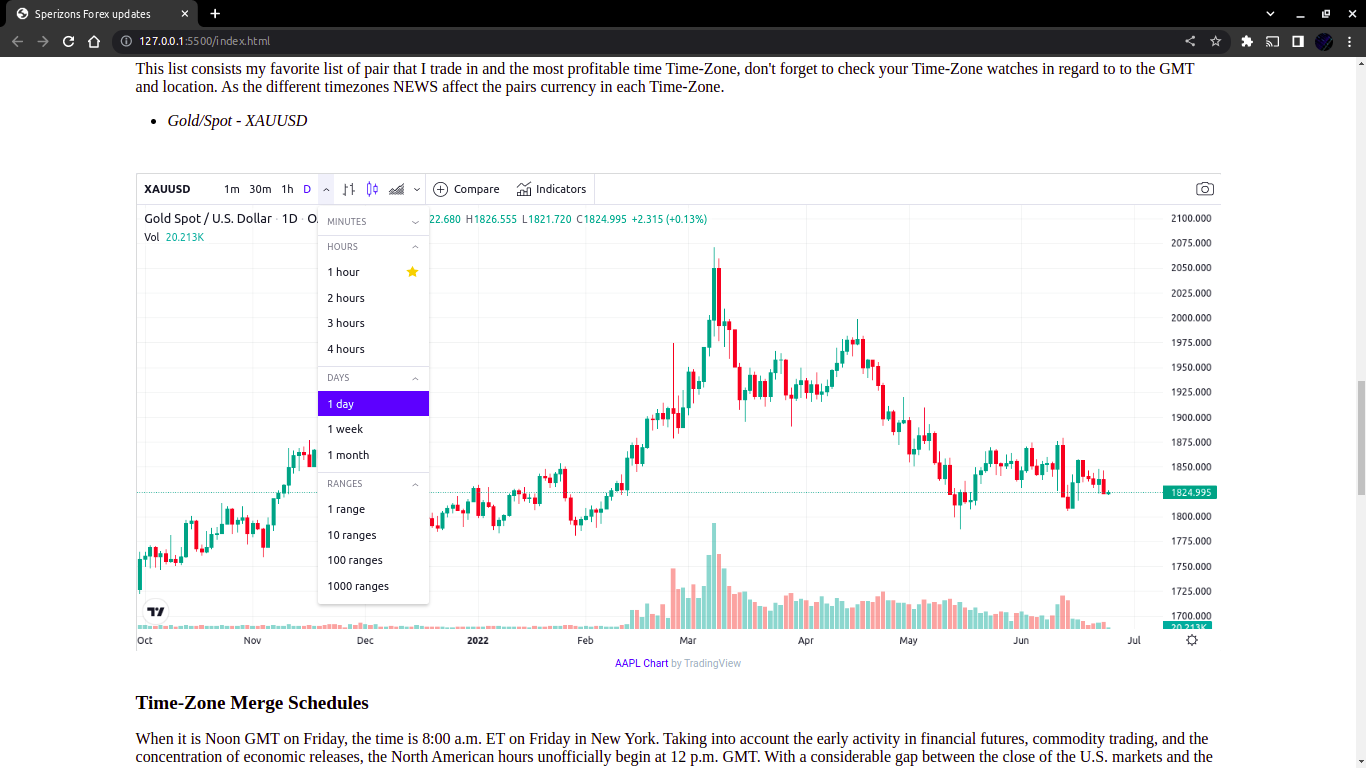 Sperizons Forex updates
127.0.0.1:5500/index.html
This list consists my favorite list of pair that I trade in and the most profitable time Time-Zone, don't forget to check your Time-Zone watches in regard to to the GMT
and location. As the different timezones NEWS affect the pairs currency in each Time-Zone.
• Gold/Spot - XAUUSD
XAUUSD 1m 30m 1h D Compare Indicators
Gold Spot / U.S. Dollar · 1D · O 22.680 H1826.555 L1821.720 C1824.995 +2.315 (+0.13%)
Vol 20.213K
MINUTES
HOURS
1 hour
2 hours
3 hours
4 hours
DAYS
1 day
1 week
1 month
RANGES
1 range
10 ranges
100 ranges
1000 ranges
2100.000
2075.000
2050.000
2025.000
2000.000
1975.000
1950.000
1925.000
1900.000
1875.000
1850.000
1824.995
1800.000
1775.000
1750.000
1725.000
1700.000
20.213K
Oct Nov Dec 2022 Feb Mar Apr May Jun Jul
AAPL Chart by TradingView
Time-Zone Merge Schedules
When it is Noon GMT on Friday, the time is 8:00 a.m. ET on Friday in New York. Taking into account the early activity in financial futures, commodity trading, and the
concentration of economic releases, the North American hours unofficially begin at 12 p.m. GMT. With a considerable gap between the close of the U.S. markets and the